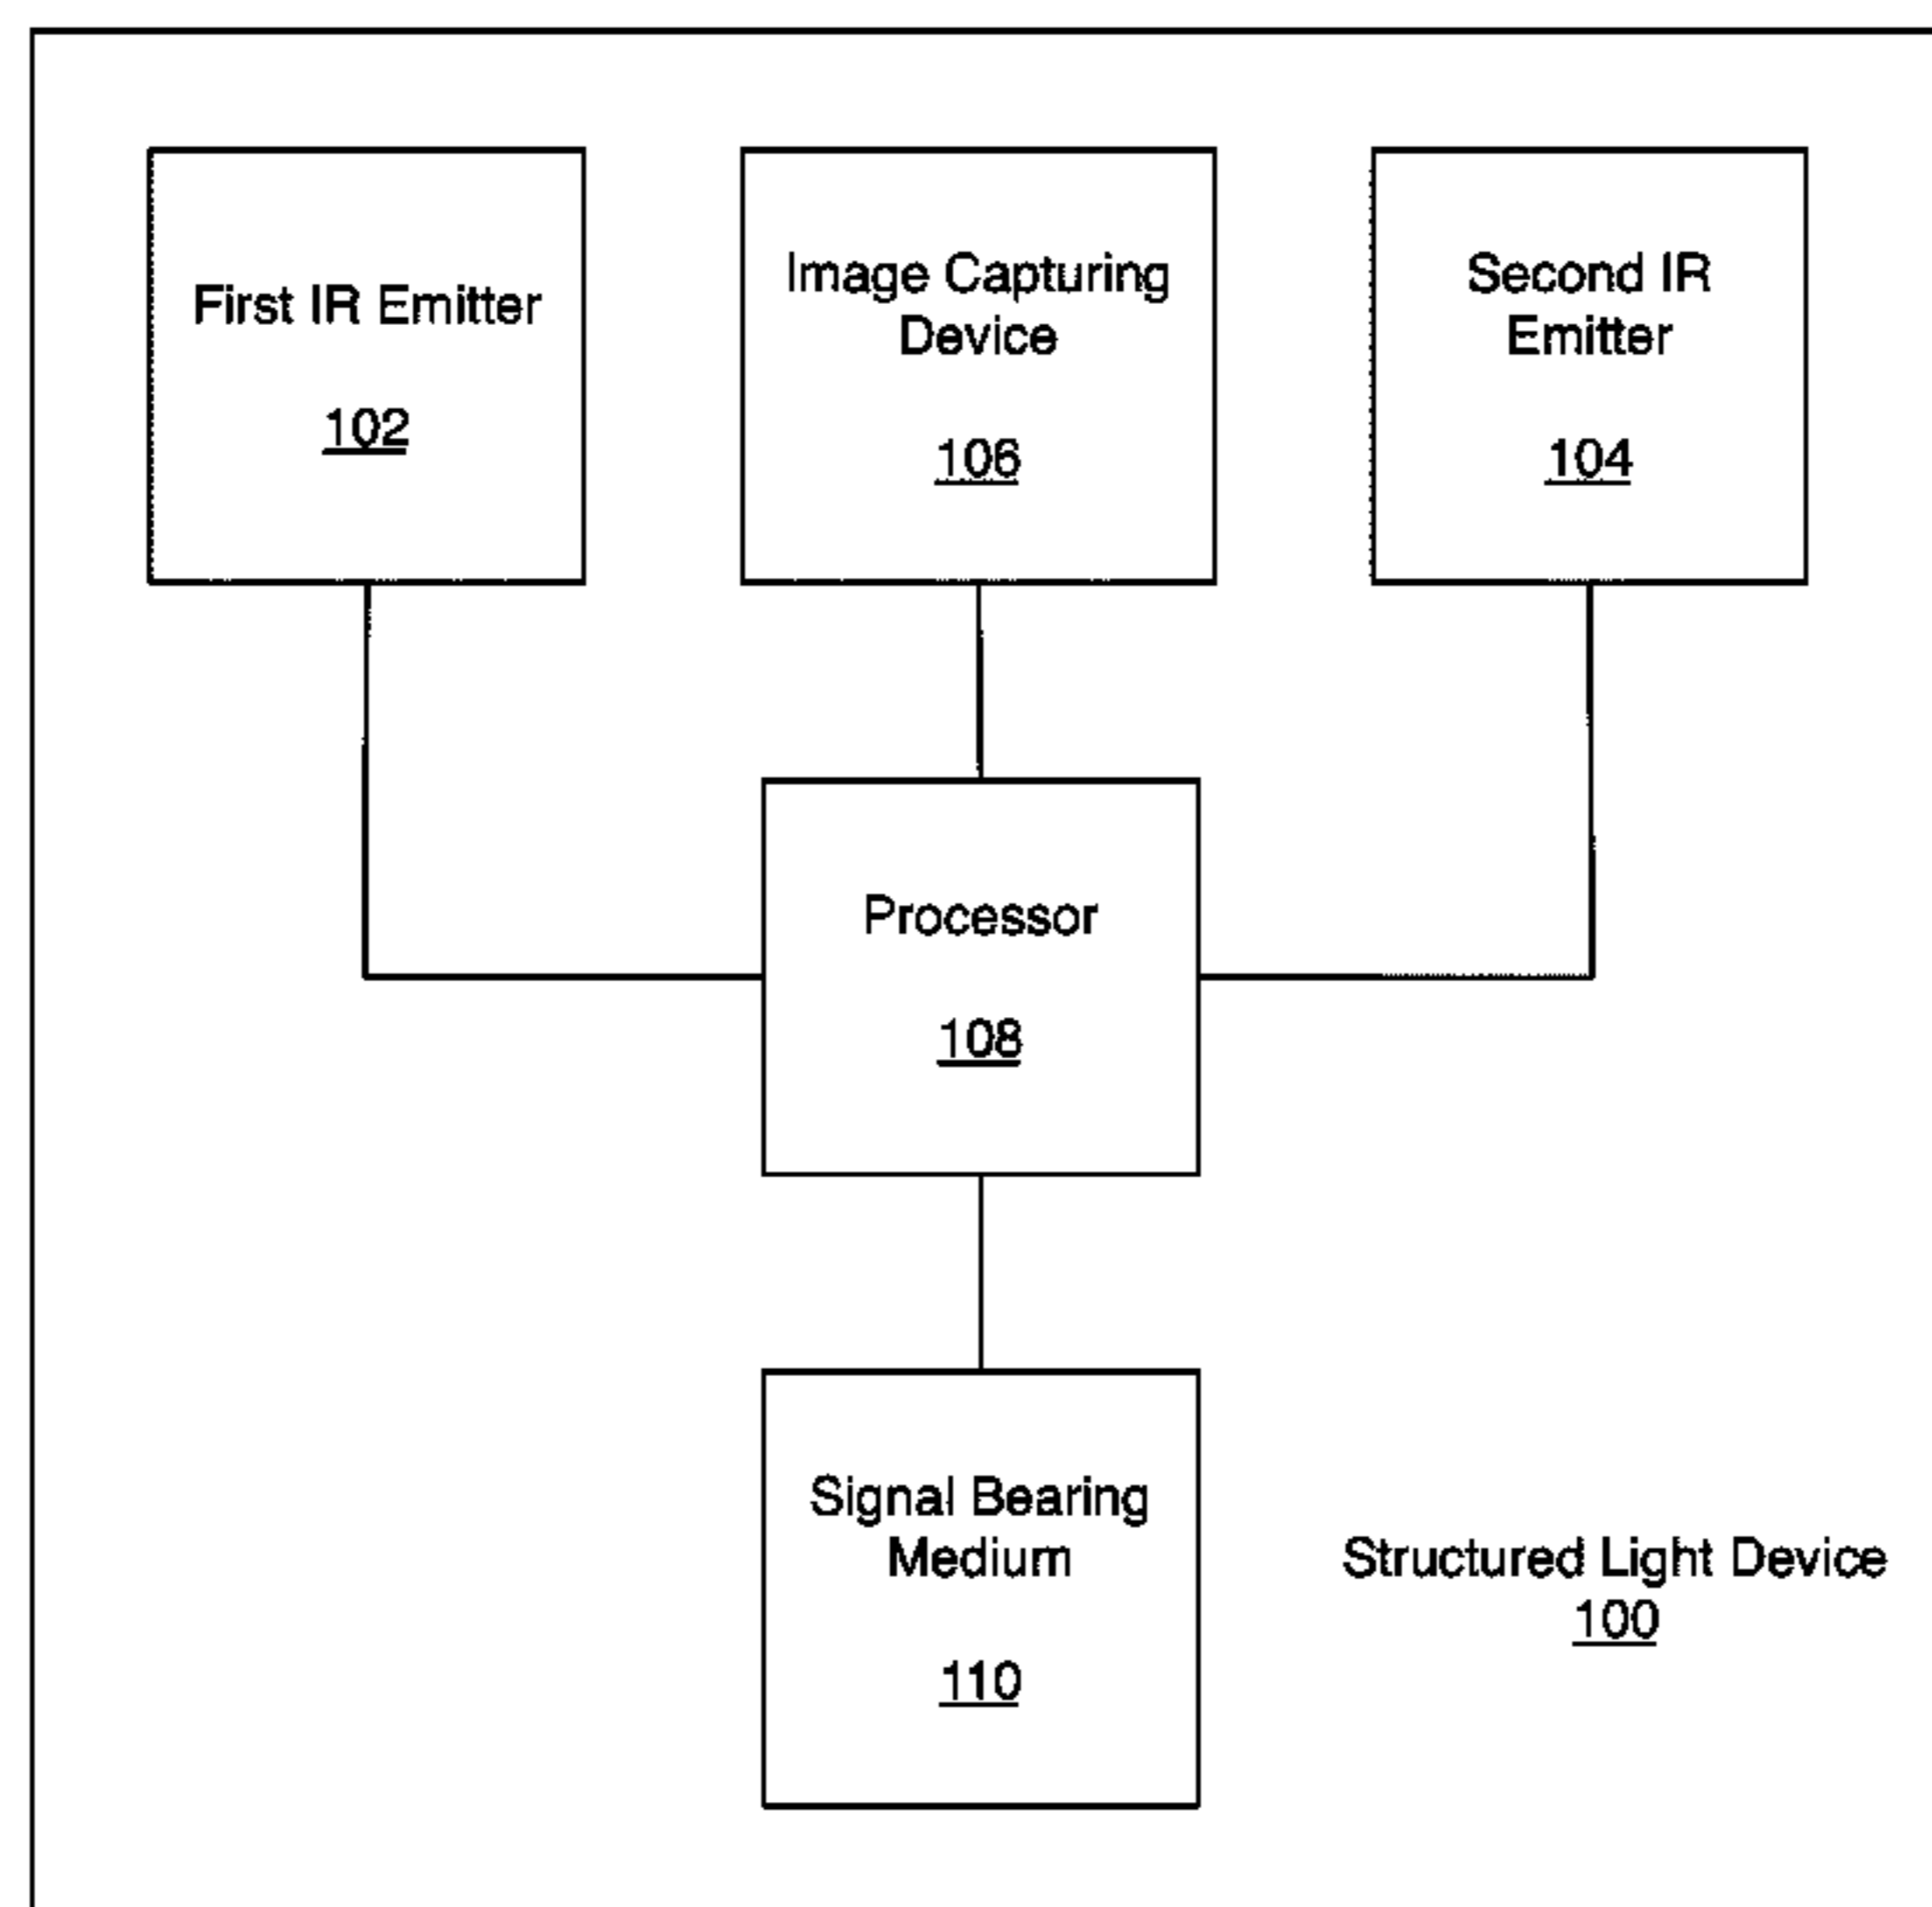 First IR Emitter
102
Image Capturing
Device
106
Second IR
Emitter
104
Processor
108
Signal Bearing
Medium
110
Structured Light Device
100